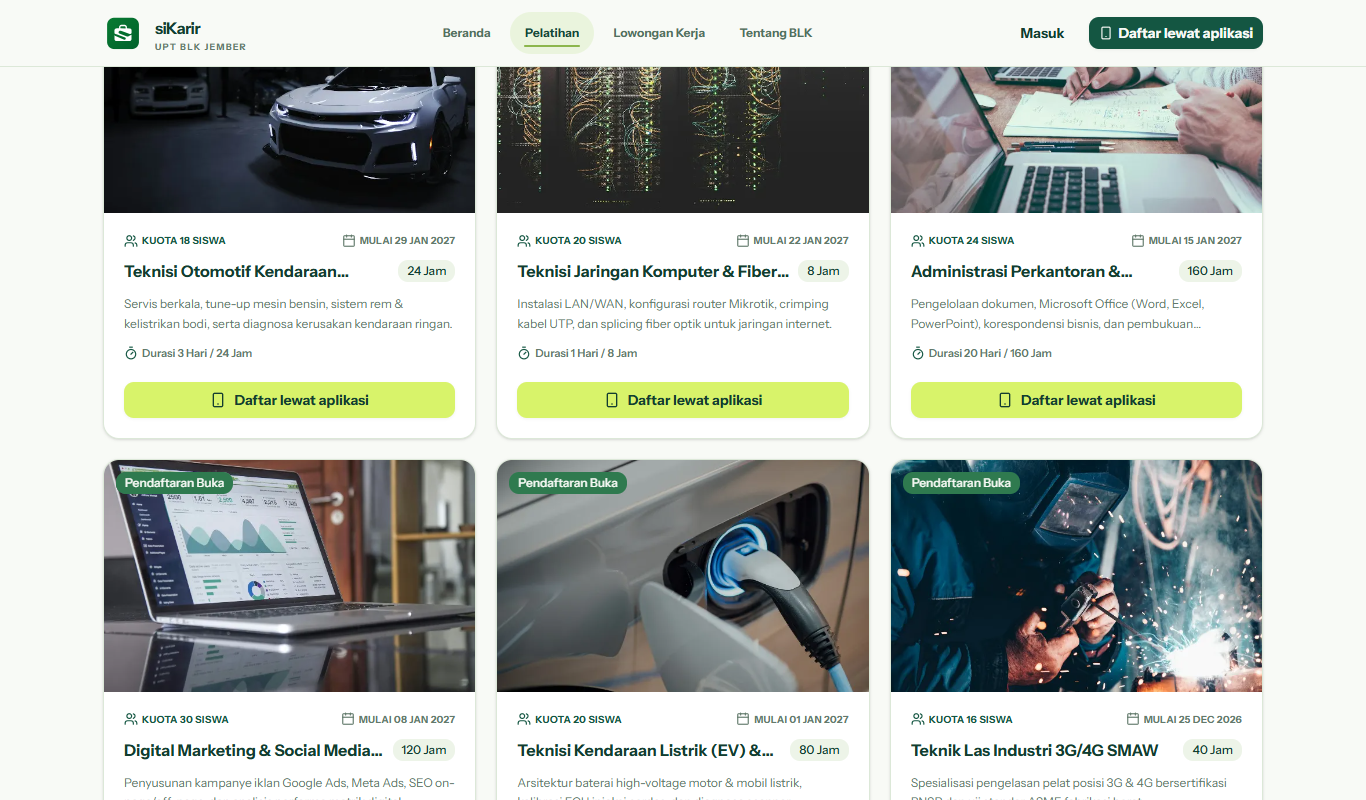 siKarir
UPT BLK JEMBER
Beranda
Pelatihan
Lowongan Kerja
Tentang BLK
Masuk
Daftar lewat aplikasi
KUOTA 18 SISWA
MULAI 29 JAN 2027
Teknisi Otomotif Kendaraan...
24 Jam
Servis berkala, tune-up mesin bensin, sistem rem &
kelistrikan bodi, serta diagnosa kerusakan kendaraan ringan.
Durasi 3 Hari / 24 Jam
Daftar lewat aplikasi
KUOTA 20 SISWA
MULAI 22 JAN 2027
Teknisi Jaringan Komputer & Fiber...
8 Jam
Instalasi LAN/WAN, konfigurasi router Mikrotik, crimping
kabel UTP, dan splicing fiber optik untuk jaringan internet.
Durasi 1 Hari / 8 Jam
Daftar lewat aplikasi
KUOTA 24 SISWA
MULAI 15 JAN 2027
Administrasi Perkantoran &...
160 Jam
Pengelolaan dokumen, Microsoft Office (Word, Excel,
PowerPoint), korespondensi bisnis, dan pembukuan...
Durasi 20 Hari / 160 Jam
Daftar lewat aplikasi
Pendaftaran Buka
KUOTA 30 SISWA
MULAI 08 JAN 2027
Digital Marketing & Social Media...
120 Jam
Penyusunan kampanye iklan Google Ads, Meta Ads, SEO on-
Pendaftaran Buka
KUOTA 20 SISWA
MULAI 01 JAN 2027
Teknisi Kendaraan Listrik (EV) &...
80 Jam
Arsitektur baterai high-voltage motor & mobil listrik,
Pendaftaran Buka
KUOTA 16 SISWA
MULAI 25 DEC 2026
Teknik Las Industri 3G/4G SMAW
40 Jam
Spesialisasi pengelasan pelat posisi 3G & 4G bersertifikasi